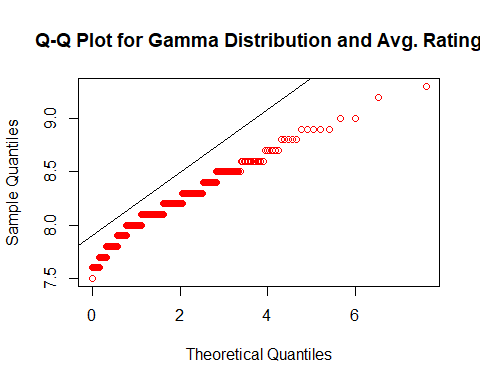 Q-Q Plot for Gamma Distribution and Avg. Rating
Sample Quantiles
9.0
8.5
8.0
7.5
0 2 4 6
Theoretical Quantiles